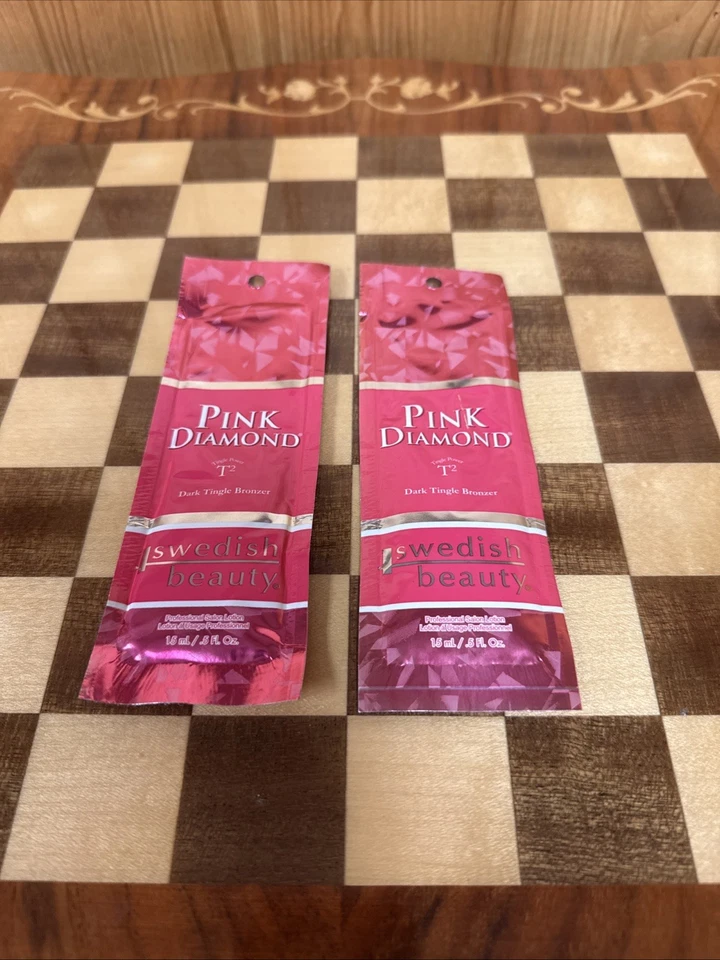 PINK
DIAMOND®
Tingle Power
T²
Dark Tingle Bronzer
swedish
beauty®
Professional Salon Lotion
Lotion à Usage Professionnel
15 ml / .5 Fl. Oz.
PINK
DIAMOND®
Tingle Power
T²
Dark Tingle Bronzer
swedish
beauty
Professional Salon Lotion
Lotion à Usage Professionnel
15 ml / .5 Fl. Oz.